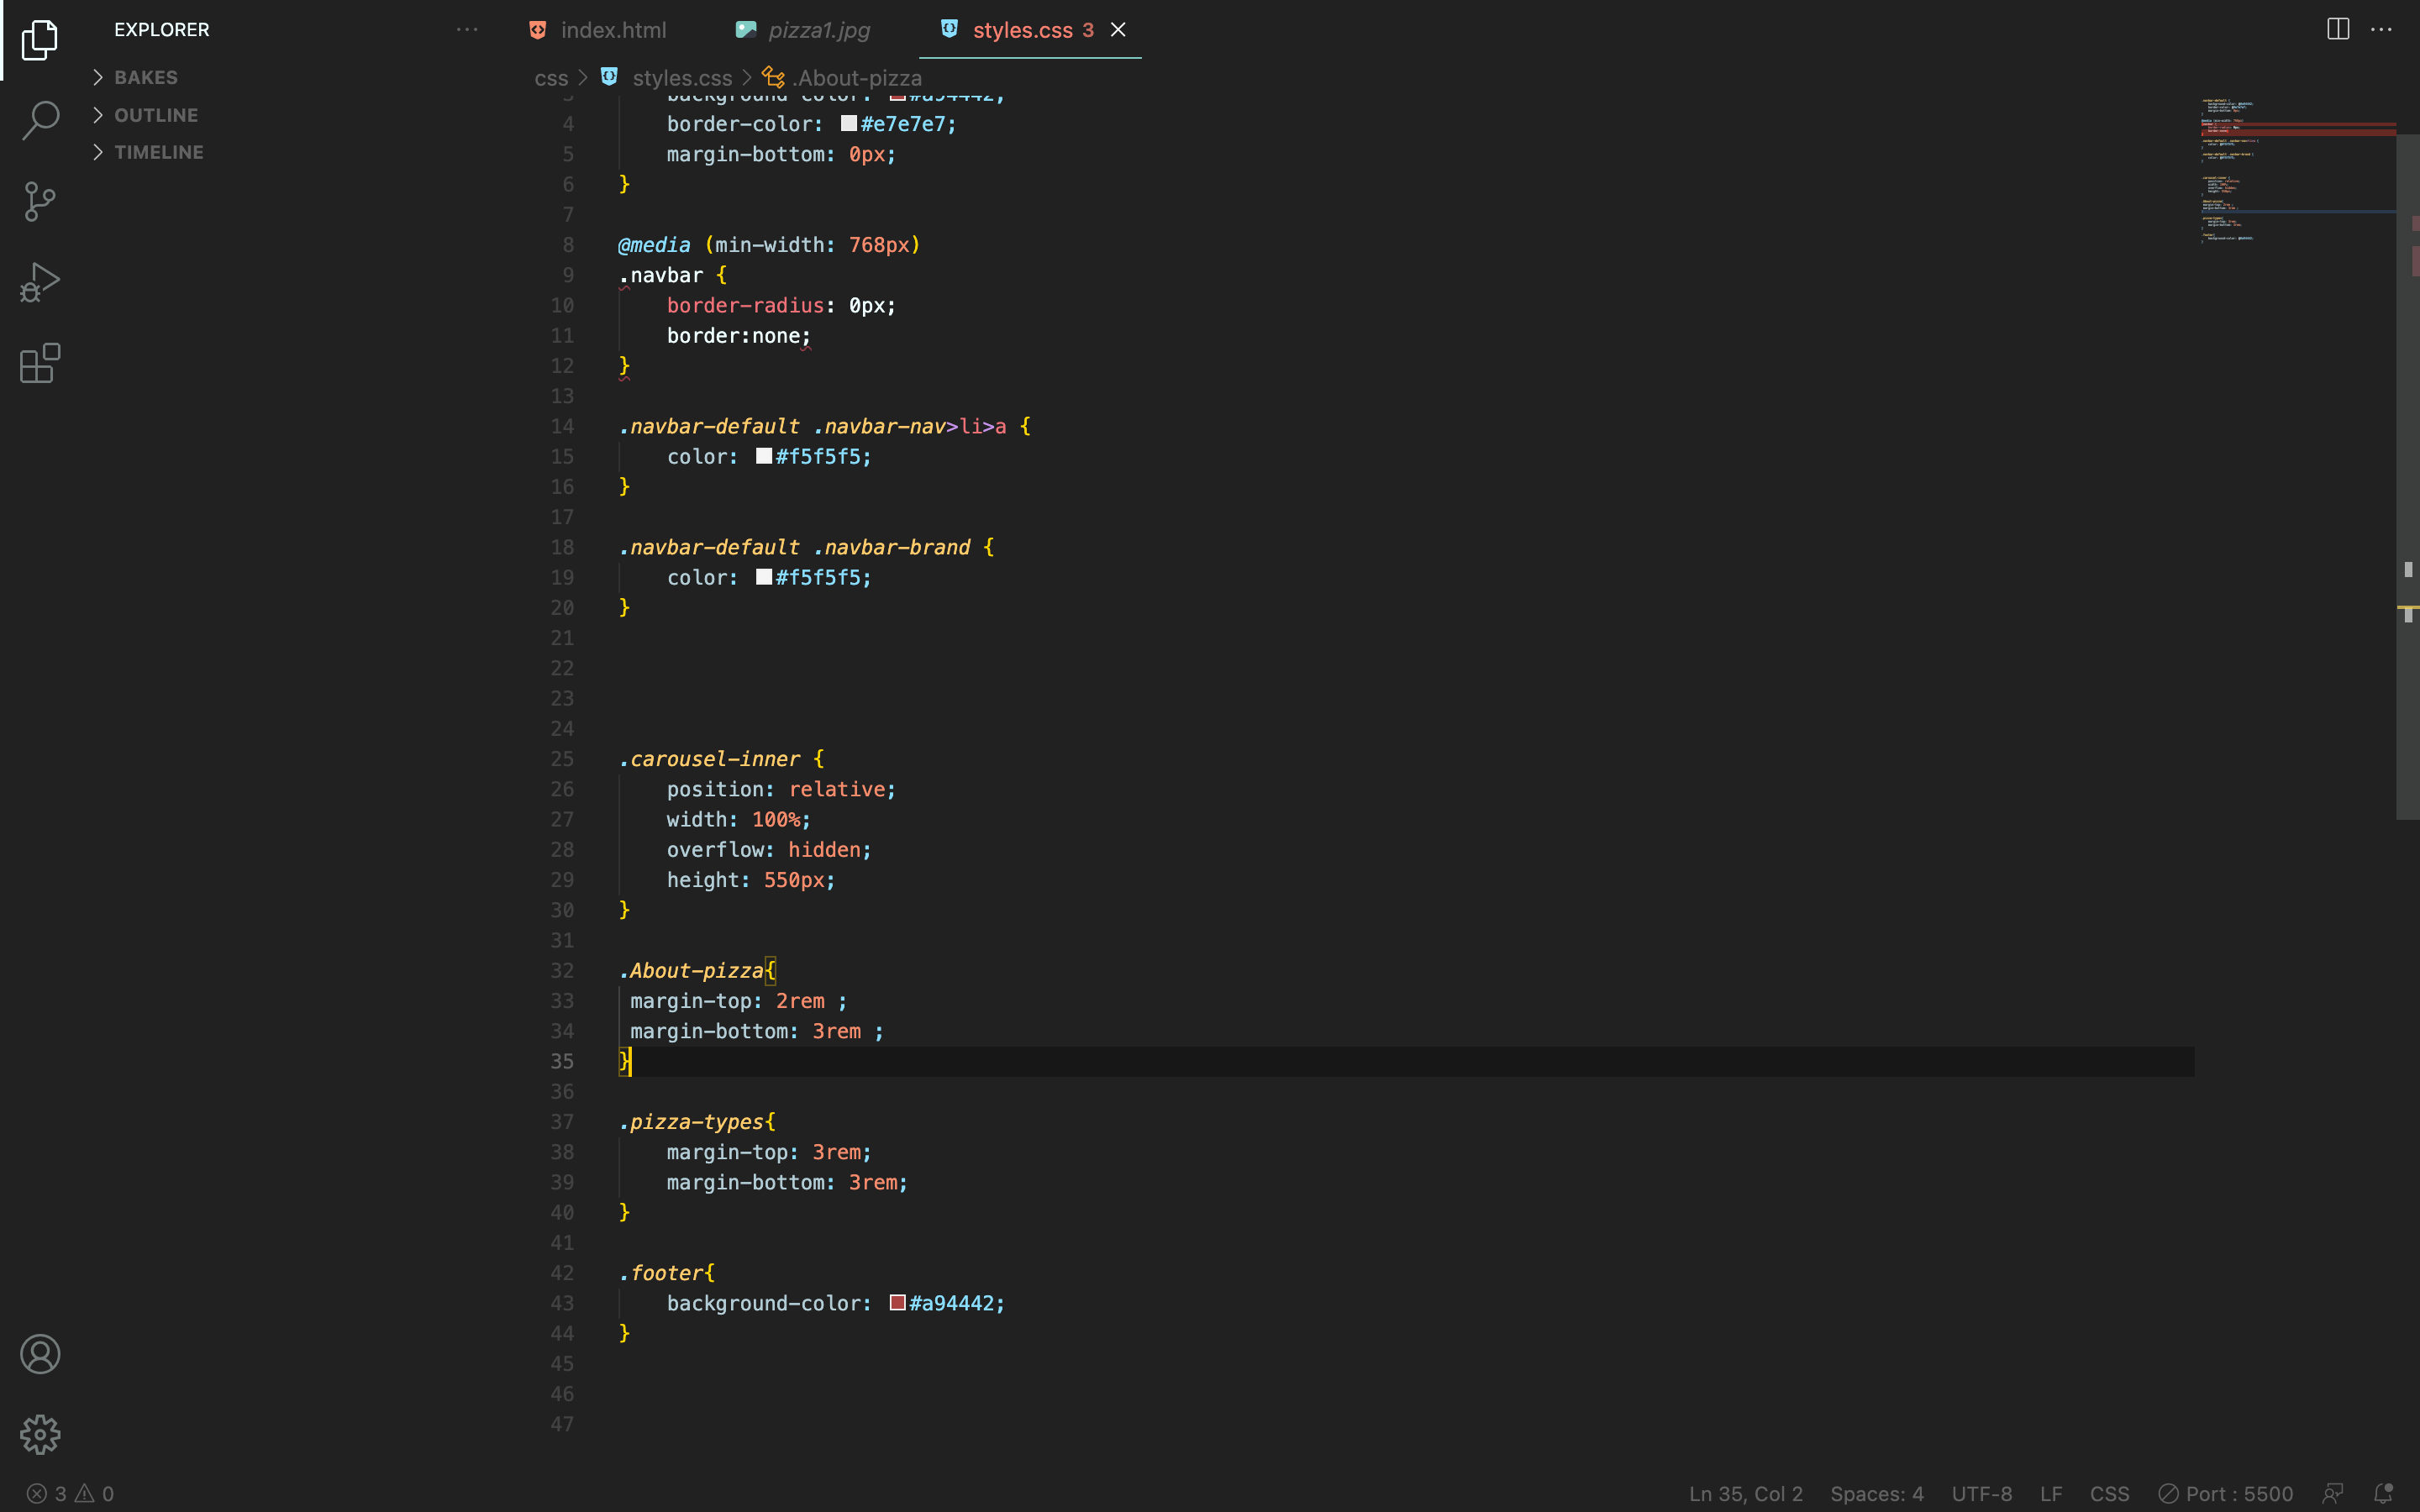 EXPLORER
BAKES
OUTLINE
TIMELINE
index.html
pizza1.jpg
styles.css 3
css > styles.css > .About-pizza
3 background-color: #a94442;
4 border-color: #e7e7e7;
5 margin-bottom: 0px;
6 }
7
8 @media (min-width: 768px)
9 .navbar {
10 border-radius: 0px;
11 border:none;
12 }
13
14 .navbar-default .navbar-nav>li>a {
15 color: #f5f5f5;
16 }
17
18 .navbar-default .navbar-brand {
19 color: #f5f5f5;
20 }
21
22
23
24
25 .carousel-inner {
26 position: relative;
27 width: 100%;
28 overflow: hidden;
29 height: 550px;
30 }
31
32 .About-pizza{
33 margin-top: 2rem ;
34 margin-bottom: 3rem ;
35 }
36
37 .pizza-types{
38 margin-top: 3rem;
39 margin-bottom: 3rem;
40 }
41
42 .footer{
43 background-color: #a94442;
44 }
45
46
47
3 0
Ln 35, Col 2 Spaces: 4 UTF-8 LF CSS Port : 5500